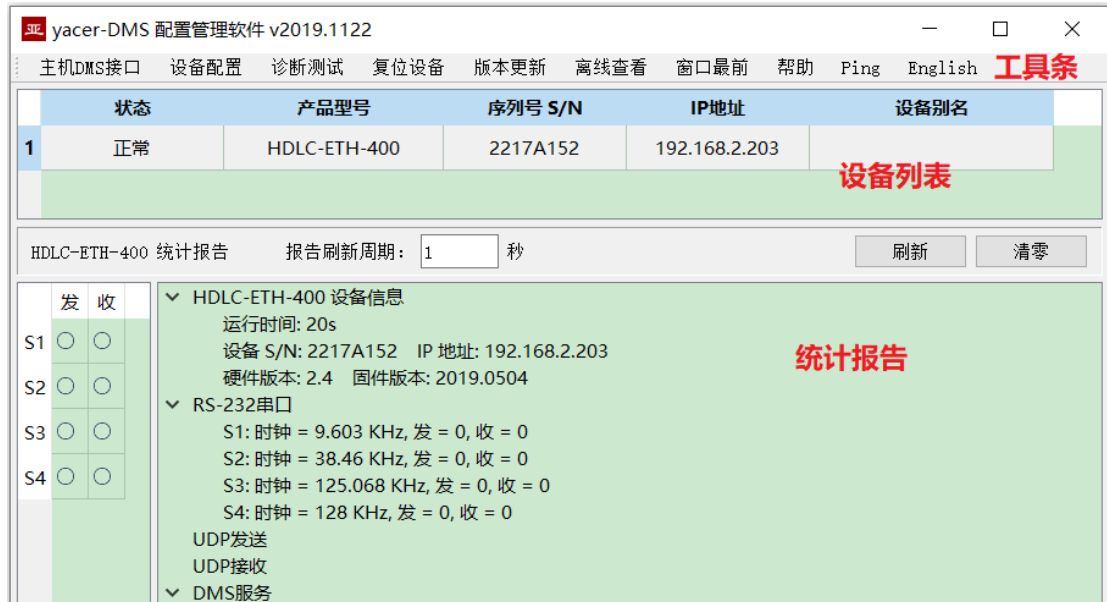 亚 yacer-DMS 配置管理软件 v2019.1122
主机DMS接口 设备配置 诊断测试 复位设备 版本更新 离线查看 窗口最前 帮助 Ping English 工具条
状态 产品型号 序列号 S/N IP地址 设备别名
1 正常 HDLC-ETH-400 2217A152 192.168.2.203
设备列表
HDLC-ETH-400 统计报告 报告刷新周期: 1 秒 刷新 清零
发 收
S1
S2
S3
S4
HDLC-ETH-400 设备信息
运行时间: 20s
设备 S/N: 2217A152 IP 地址: 192.168.2.203
统计报告
硬件版本: 2.4 固件版本: 2019.0504
RS-232串口
S1: 时钟 = 9.603 KHz, 发 = 0, 收 = 0
S2: 时钟 = 38.46 KHz, 发 = 0, 收 = 0
S3: 时钟 = 125.068 KHz, 发 = 0, 收 = 0
S4: 时钟 = 128 KHz, 发 = 0, 收 = 0
UDP发送
UDP接收
DMS服务